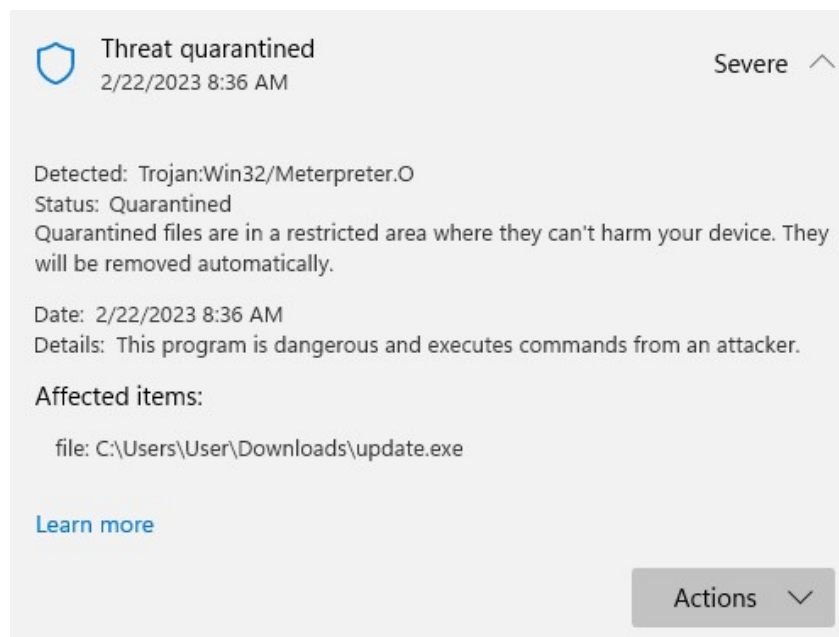 Threat quarantined
2/22/2023 8:36 AM
Severe
Detected: Trojan:Win32/Meterpreter.O
Status: Quarantined
Quarantined files are in a restricted area where they can't harm your device. They
will be removed automatically.
Date: 2/22/2023 8:36 AM
Details: This program is dangerous and executes commands from an attacker.
Affected items:
file: C:\Users\User\Downloads\update.exe
Learn more
Actions